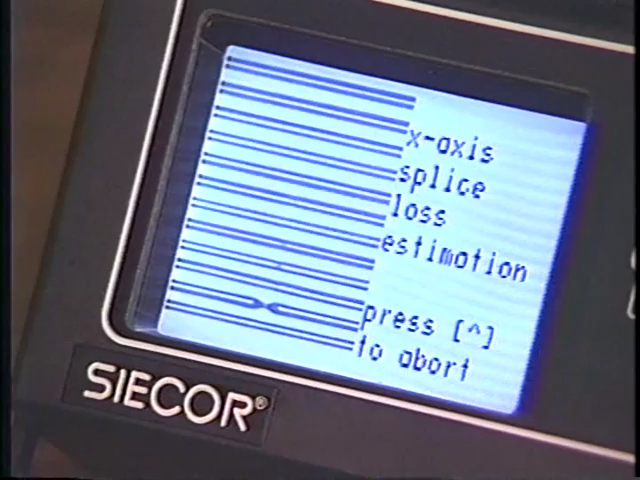 x-axis
splice
loss
estimation
press [^]
to abort
SIECOR®